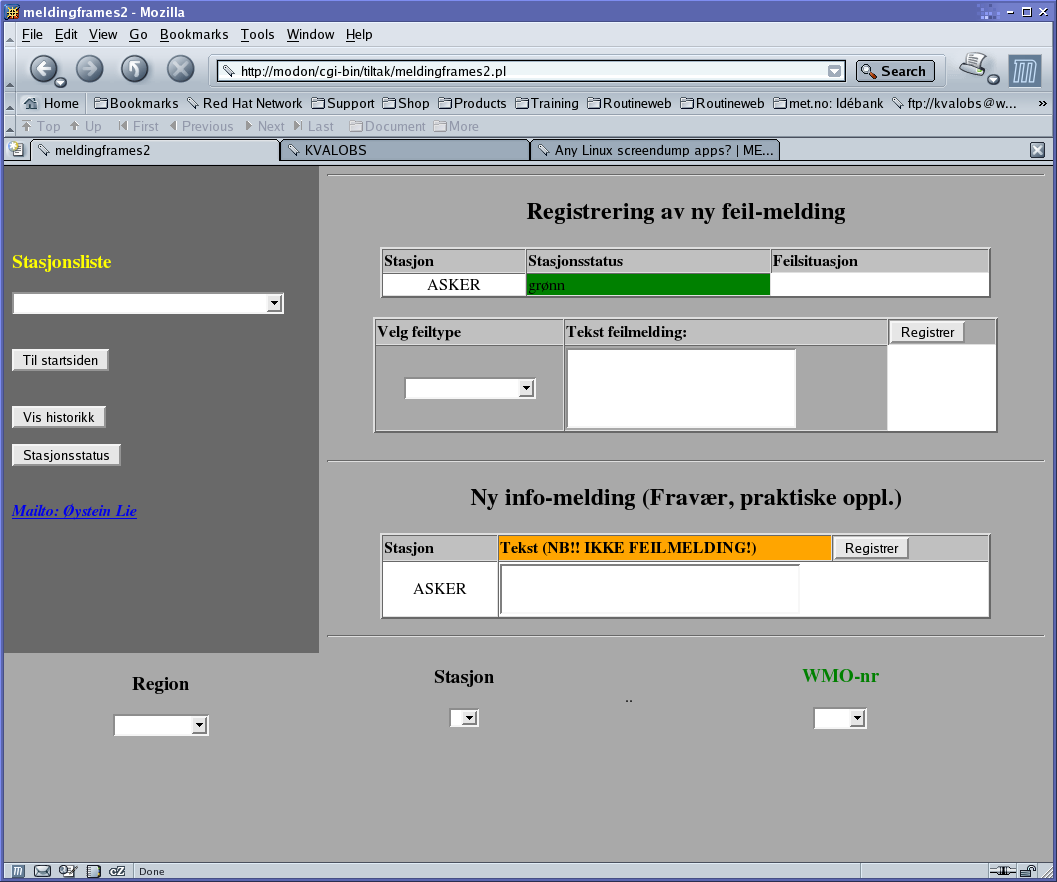 meldingframes2 - Mozilla
File Edit View Go Bookmarks Tools Window Help
http://modon/cgi-bin/tiltak/meldingframes2.pl Search
Home Bookmarks Red Hat Network Support Shop Products Training Routineweb Routineweb met.no: Idébank ftp://kvalobs@w... »
Top Up First Previous Next Last Document More
meldingframes2 KVALOBS Any Linux screendump apps? | ME...
Registrering av ny feil-melding
Stasjonsliste
Stasjon Stasjonsstatus Feilsituasjon
ASKER grønn
Velg feiltype Tekst feilmelding: Registrer
Til startsiden
Vis historikk
Stasjonsstatus
Mailto: Øystein Lie
Ny info-melding (Fravær, praktiske oppl.)
Stasjon Tekst (NB!! IKKE FEILMELDING!) Registrer
ASKER
Region Stasjon .. WMO-nr
Done